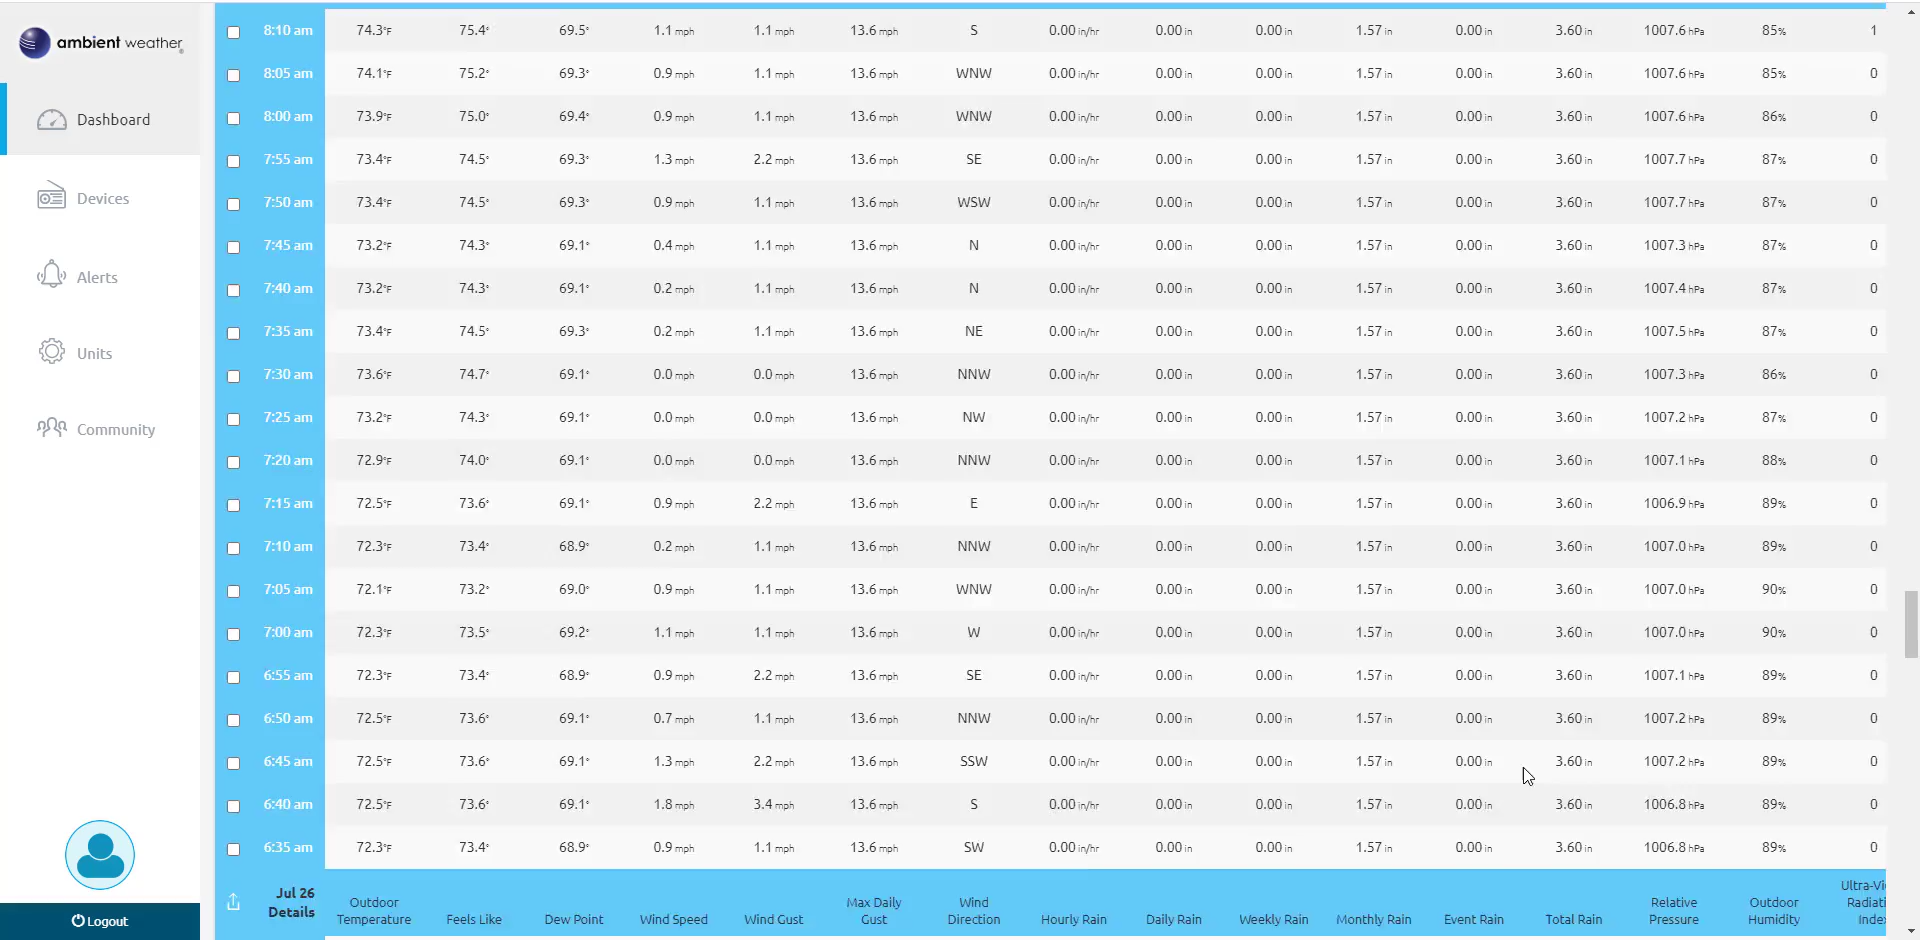 ambient weather
Dashboard
Devices
Alerts
Units
Community
Logout
8:10 am 74.3°F 75.4° 69.5° 1.1 mph 1.1 mph 13.6 mph S 0.00 in/hr 0.00 in 0.00 in 1.57 in 0.00 in 3.60 in 1007.6 hPa 85% 1
8:05 am 74.1°F 75.2° 69.3° 0.9 mph 1.1 mph 13.6 mph WNW 0.00 in/hr 0.00 in 0.00 in 1.57 in 0.00 in 3.60 in 1007.6 hPa 85% 0
8:00 am 73.9°F 75.0° 69.4° 0.9 mph 1.1 mph 13.6 mph WNW 0.00 in/hr 0.00 in 0.00 in 1.57 in 0.00 in 3.60 in 1007.6 hPa 86% 0
7:55 am 73.4°F 74.5° 69.3° 1.3 mph 2.2 mph 13.6 mph SE 0.00 in/hr 0.00 in 0.00 in 1.57 in 0.00 in 3.60 in 1007.7 hPa 87% 0
7:50 am 73.4°F 74.5° 69.3° 0.9 mph 1.1 mph 13.6 mph WSW 0.00 in/hr 0.00 in 0.00 in 1.57 in 0.00 in 3.60 in 1007.7 hPa 87% 0
7:45 am 73.2°F 74.3° 69.1° 0.4 mph 1.1 mph 13.6 mph N 0.00 in/hr 0.00 in 0.00 in 1.57 in 0.00 in 3.60 in 1007.3 hPa 87% 0
7:40 am 73.2°F 74.3° 69.1° 0.2 mph 1.1 mph 13.6 mph N 0.00 in/hr 0.00 in 0.00 in 1.57 in 0.00 in 3.60 in 1007.4 hPa 87% 0
7:35 am 73.4°F 74.5° 69.3° 0.2 mph 1.1 mph 13.6 mph NE 0.00 in/hr 0.00 in 0.00 in 1.57 in 0.00 in 3.60 in 1007.5 hPa 87% 0
7:30 am 73.6°F 74.7° 69.1° 0.0 mph 0.0 mph 13.6 mph NNW 0.00 in/hr 0.00 in 0.00 in 1.57 in 0.00 in 3.60 in 1007.3 hPa 86% 0
7:25 am 73.2°F 74.3° 69.1° 0.0 mph 0.0 mph 13.6 mph NW 0.00 in/hr 0.00 in 0.00 in 1.57 in 0.00 in 3.60 in 1007.2 hPa 87% 0
7:20 am 72.9°F 74.0° 69.1° 0.0 mph 0.0 mph 13.6 mph NNW 0.00 in/hr 0.00 in 0.00 in 1.57 in 0.00 in 3.60 in 1007.1 hPa 88% 0
7:15 am 72.5°F 73.6° 69.1° 0.9 mph 2.2 mph 13.6 mph E 0.00 in/hr 0.00 in 0.00 in 1.57 in 0.00 in 3.60 in 1006.9 hPa 89% 0
7:10 am 72.3°F 73.4° 68.9° 0.2 mph 1.1 mph 13.6 mph NNW 0.00 in/hr 0.00 in 0.00 in 1.57 in 0.00 in 3.60 in 1007.0 hPa 89% 0
7:05 am 72.1°F 73.2° 69.0° 0.9 mph 1.1 mph 13.6 mph WNW 0.00 in/hr 0.00 in 0.00 in 1.57 in 0.00 in 3.60 in 1007.0 hPa 90% 0
7:00 am 72.3°F 73.5° 69.2° 1.1 mph 1.1 mph 13.6 mph W 0.00 in/hr 0.00 in 0.00 in 1.57 in 0.00 in 3.60 in 1007.0 hPa 90% 0
6:55 am 72.3°F 73.4° 68.9° 0.9 mph 2.2 mph 13.6 mph SE 0.00 in/hr 0.00 in 0.00 in 1.57 in 0.00 in 3.60 in 1007.1 hPa 89% 0
6:50 am 72.5°F 73.6° 69.1° 0.7 mph 1.1 mph 13.6 mph NNW 0.00 in/hr 0.00 in 0.00 in 1.57 in 0.00 in 3.60 in 1007.2 hPa 89% 0
6:45 am 72.5°F 73.6° 69.1° 1.3 mph 2.2 mph 13.6 mph SSW 0.00 in/hr 0.00 in 0.00 in 1.57 in 0.00 in 3.60 in 1007.2 hPa 89% 0
6:40 am 72.5°F 73.6° 69.1° 1.8 mph 3.4 mph 13.6 mph S 0.00 in/hr 0.00 in 0.00 in 1.57 in 0.00 in 3.60 in 1006.8 hPa 89% 0
6:35 am 72.3°F 73.4° 68.9° 0.9 mph 1.1 mph 13.6 mph SW 0.00 in/hr 0.00 in 0.00 in 1.57 in 0.00 in 3.60 in 1006.8 hPa 89% 0
Jul 26 Outdoor Max Daily Wind Relative Outdoor Ultra-Vi
Details Temperature Feels Like Dew Point Wind Speed Wind Gust Gust Direction Hourly Rain Daily Rain Weekly Rain Monthly Rain Event Rain Total Rain Pressure Humidity Radiati
Index